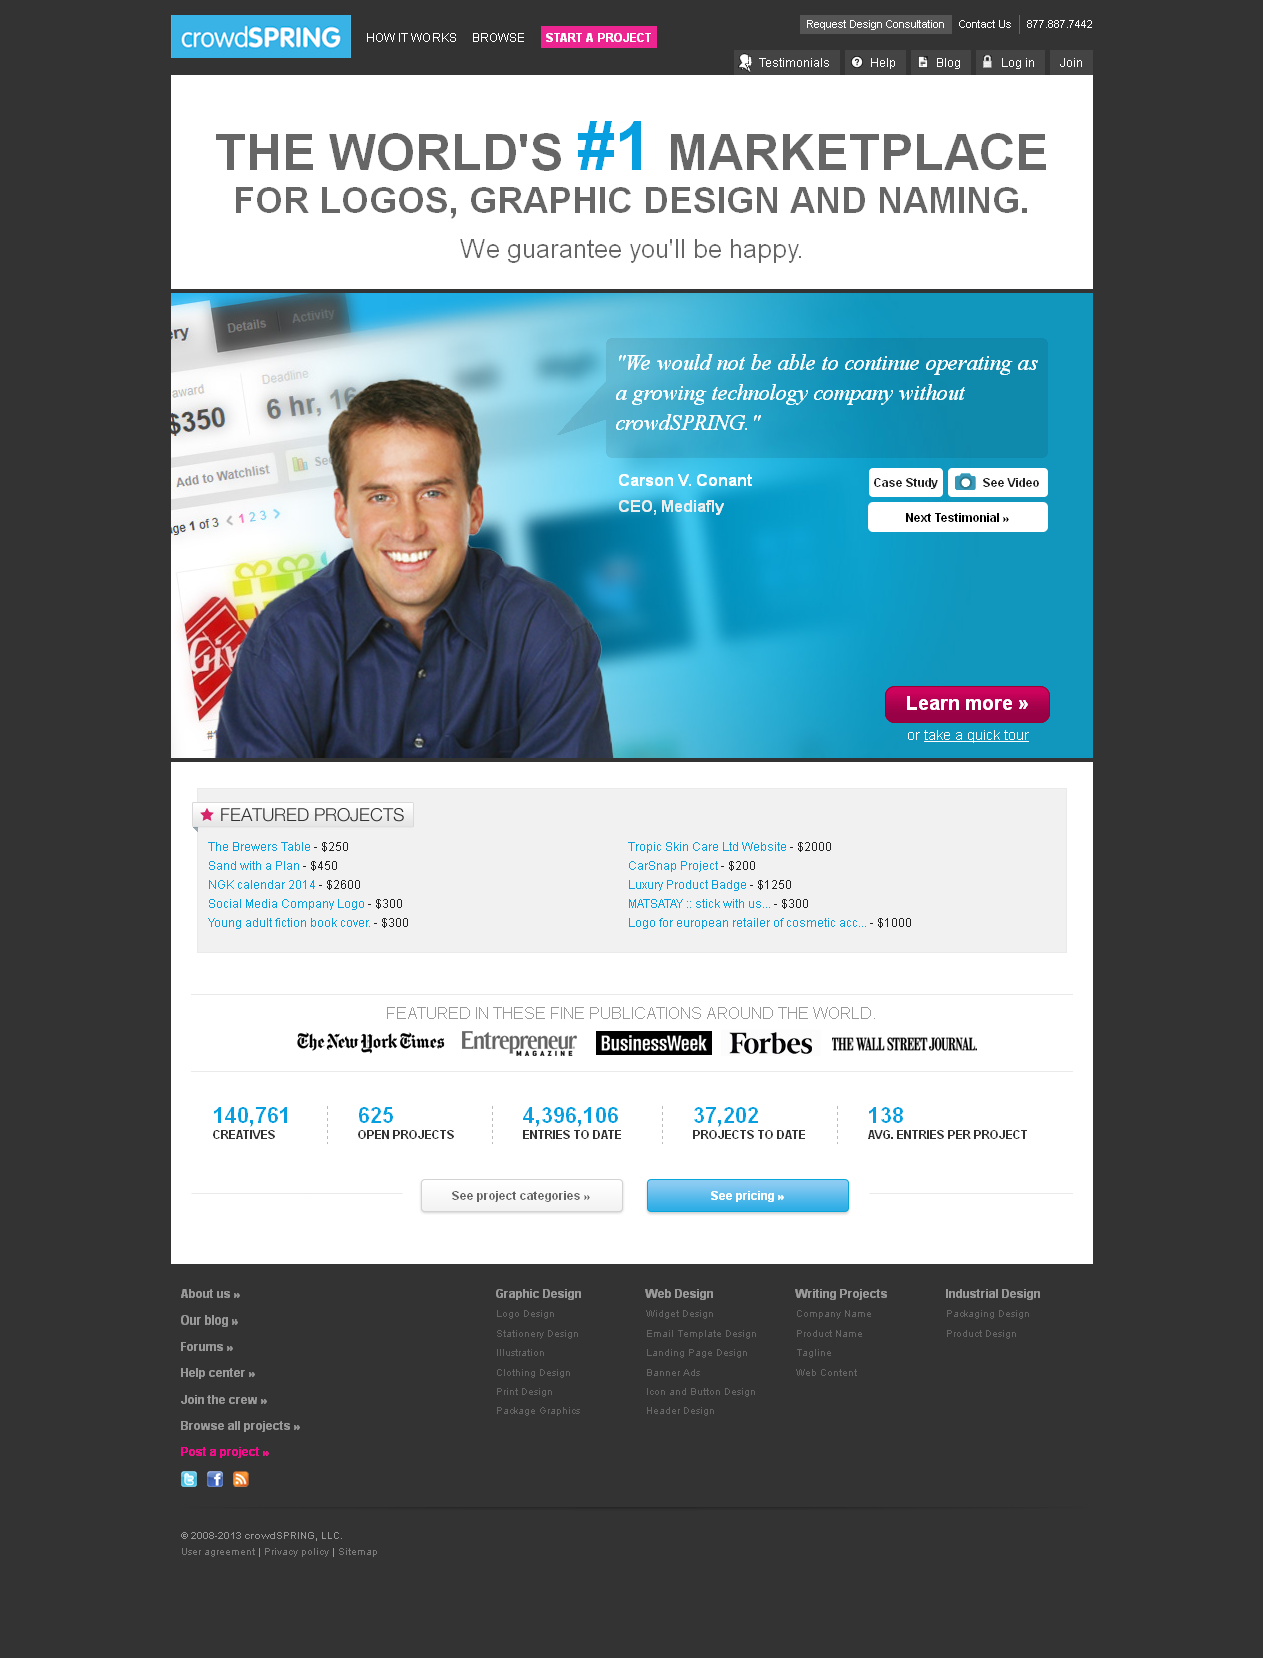 crowdSPRING
HOW IT WORKS BROWSE START A PROJECT
Request Design Consultation Contact Us 877.887.7442
Testimonials Help Blog Log in Join
THE WORLD'S #1 MARKETPLACE
FOR LOGOS, GRAPHIC DESIGN AND NAMING.
We guarantee you'll be happy.
Details Activity
Deadline
$350 6 hr,
Add to Watchlist
1 of 3 < 1 2 3 >
"We would not be able to continue operating as
a growing technology company without
crowdSPRING."
Carson V. Conant
CEO, Mediafly
Case Study See Video
Next Testimonial »
Learn more »
or take a quick tour
FEATURED PROJECTS
The Brewers Table - $250
Sand with a Plan - $450
NGK calendar 2014 - $2600
Social Media Company Logo - $300
Young adult fiction book cover. - $300
Tropic Skin Care Ltd Website - $2000
CarSnap Project - $200
Luxury Product Badge - $1250
MATSATAY :: stick with us... - $300
Logo for european retailer of cosmetic acc... - $1000
FEATURED IN THESE FINE PUBLICATIONS AROUND THE WORLD.
The New York Times Entrepreneur MAGAZINE BusinessWeek Forbes THE WALL STREET JOURNAL.
140,761 625 4,396,106 37,202 138
CREATIVES OPEN PROJECTS ENTRIES TO DATE PROJECTS TO DATE AVG. ENTRIES PER PROJECT
See project categories » See pricing »
About us »
Our blog »
Forums »
Help center »
Join the crew »
Browse all projects »
Post a project »
Graphic Design
Logo Design
Stationery Design
Illustration
Clothing Design
Print Design
Package Graphics
Web Design
Widget Design
Email Template Design
Landing Page Design
Banner Ads
Icon and Button Design
Header Design
Writing Projects
Company Name
Product Name
Tagline
Web Content
Industrial Design
Packaging Design
Product Design
© 2008-2013 crowdSPRING, LLC.
User agreement | Privacy policy | Sitemap